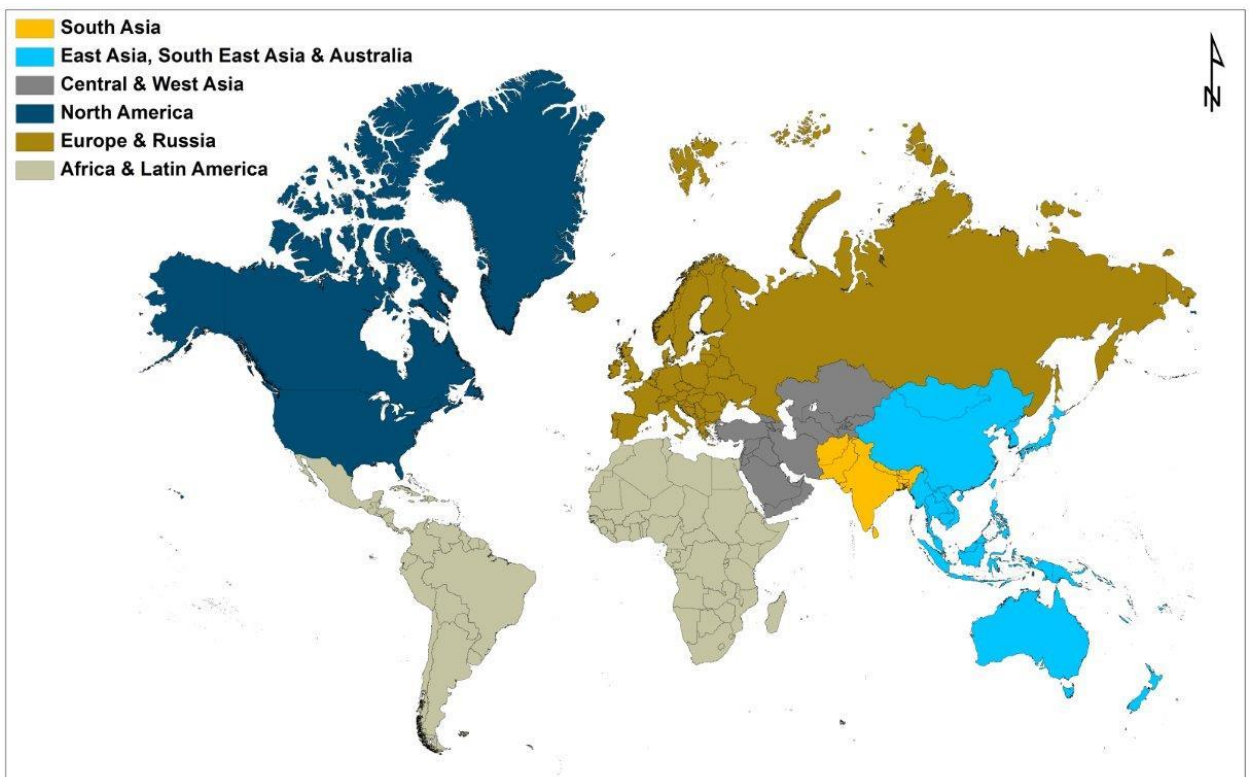 South Asia
East Asia, South East Asia & Australia
Central & West Asia
North America
Europe & Russia
Africa & Latin America
N